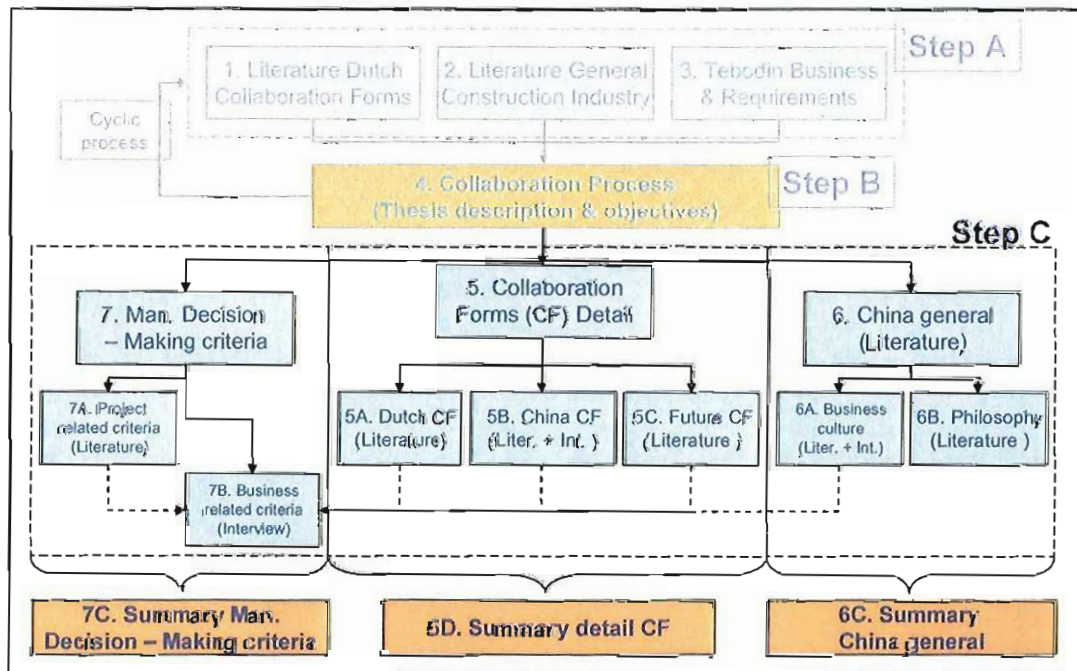 Step A
1. Literature Dutch
Collaboration Forms
2. Literature General
Construction Industry
3. Tebodin Business
& Requirements
Cyclic
process
4. Collaboration Process
(Thesis description & objectives)
Step B
Step C
7. Man. Decision
– Making criteria
5. Collaboration
Forms (CF) Detail
6. China general
(Literature)
7A. (Project
related criteria
(Literature)
5A. Dutch CF
(Literature)
5B. China CF
(Liter. + Int.)
5C. Future CF
(Literature )
6A. Business
culture
(Liter. + Int.)
6B. Philosophy
(Literature )
7B. Business
related criteria
(Interview)
7C. Summary Man.
Decision – Making criteria
5D. Summary detail CF
6C. Summary
China general